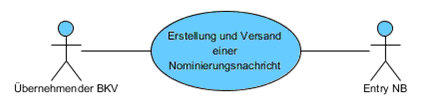 Erstellung und Versand
einer
Nominierungsnachricht
Übernehmender BKV
Entry NB